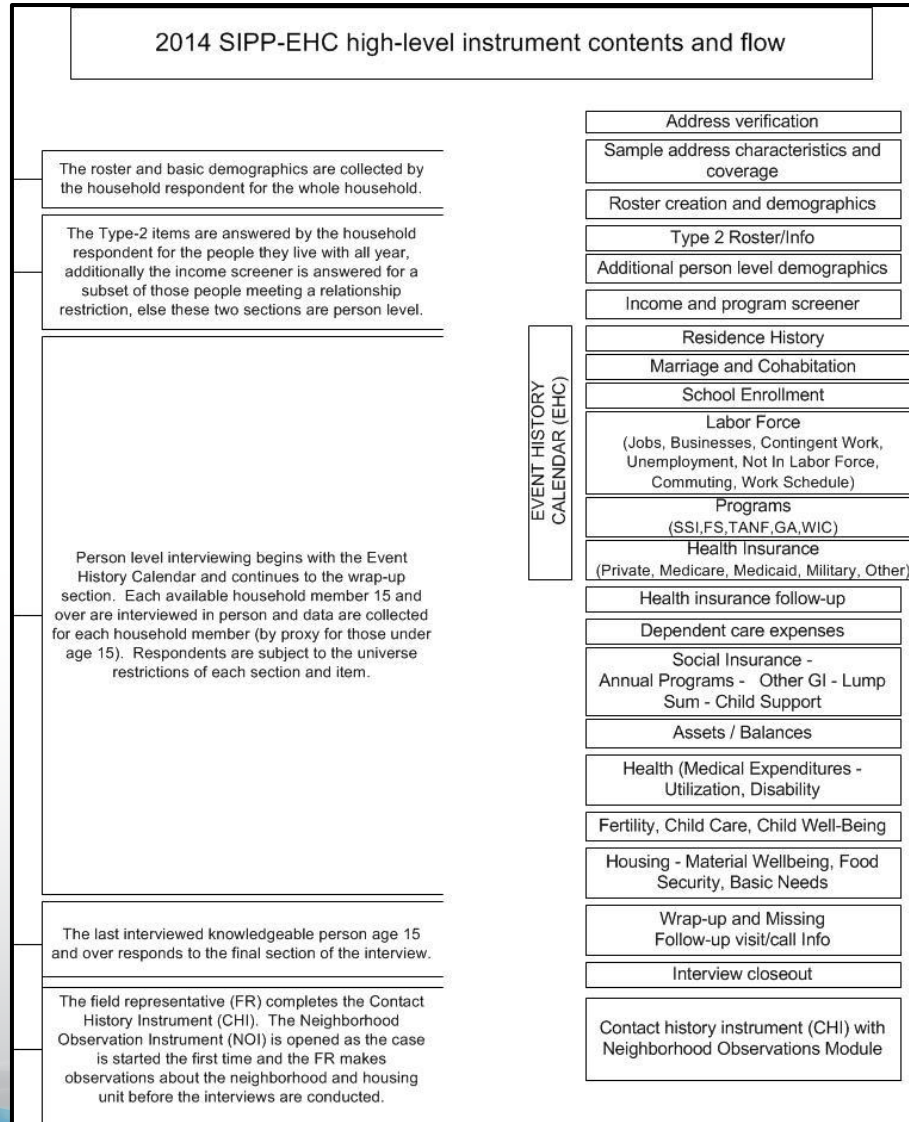 2014 SIPP-EHC high-level instrument contents and flow
The roster and basic demographics are collected by
the household respondent for the whole household.
The Type-2 items are answered by the household
respondent for the people they live with all year,
additionally the income screener is answered for a
subset of those people meeting a relationship
restriction, else these two sections are person level.
Person level interviewing begins with the Event
History Calendar and continues to the wrap-up
section. Each available household member 15 and
over are interviewed in person and data are collected
for each household member (by proxy for those under
age 15). Respondents are subject to the universe
restrictions of each section and item.
The last interviewed knowledgeable person age 15
and over responds to the final section of the interview.
The field representative (FR) completes the Contact
History Instrument (CHI). The Neighborhood
Observation Instrument (NOI) is opened as the case
is started the first time and the FR makes
observations about the neighborhood and housing
unit before the interviews are conducted.
EVENT HISTORY
CALENDAR (EHC)
Address verification
Sample address characteristics and
coverage
Roster creation and demographics
Type 2 Roster/Info
Additional person level demographics
Income and program screener
Residence History
Marriage and Cohabitation
School Enrollment
Labor Force
(Jobs, Businesses, Contingent Work,
Unemployment, Not In Labor Force,
Commuting, Work Schedule)
Programs
(SSI,FS,TANF,GA,WIC)
Health Insurance
(Private, Medicare, Medicaid, Military, Other)
Health insurance follow-up
Dependent care expenses
Social Insurance -
Annual Programs - Other GI - Lump
Sum - Child Support
Assets / Balances
Health (Medical Expenditures -
Utilization, Disability
Fertility, Child Care, Child Well-Being
Housing - Material Wellbeing, Food
Security, Basic Needs
Wrap-up and Missing
Follow-up visit/call Info
Interview closeout
Contact history instrument (CHI) with
Neighborhood Observations Module